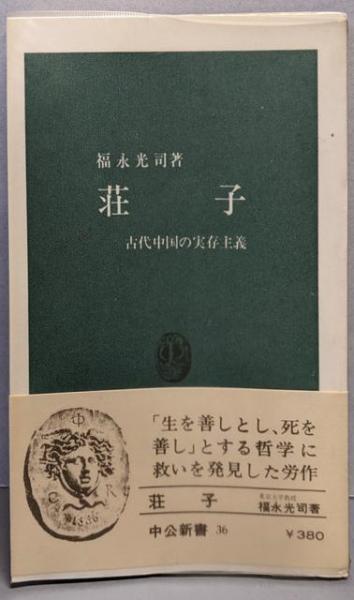 福永光司著
荘子
古代中国の実存主義
「生を善しとし、死を
善し」とする哲学に
救いを発見した労作
荘子
東京大学教授
福永光司著
中公新書 36
￥380